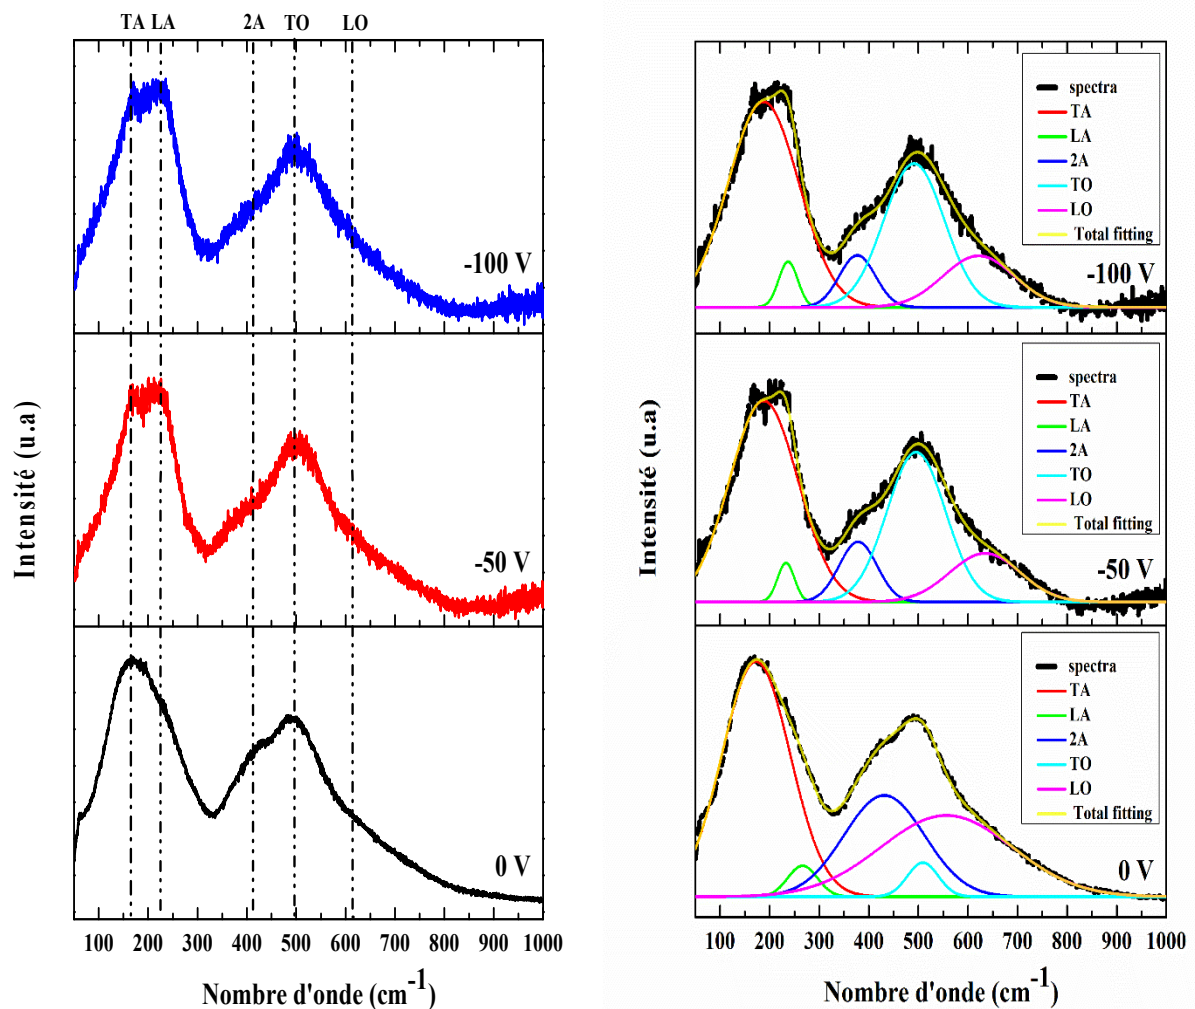 TA LA 2A TO LO
-100 V
-50 V
0 V
Intensité (u.a)
100 200 300 400 500 600 700 800 900 1000
Nombre d'onde (cm-1)
spectra
TA
LA
2A
TO
LO
Total fitting
-100 V
spectra
TA
LA
2A
TO
LO
Total fitting
-50 V
spectra
TA
LA
2A
TO
LO
Total fitting
0 V
Intensité (u.a)
100 200 300 400 500 600 700 800 900 1000
Nombre d'onde (cm-1)